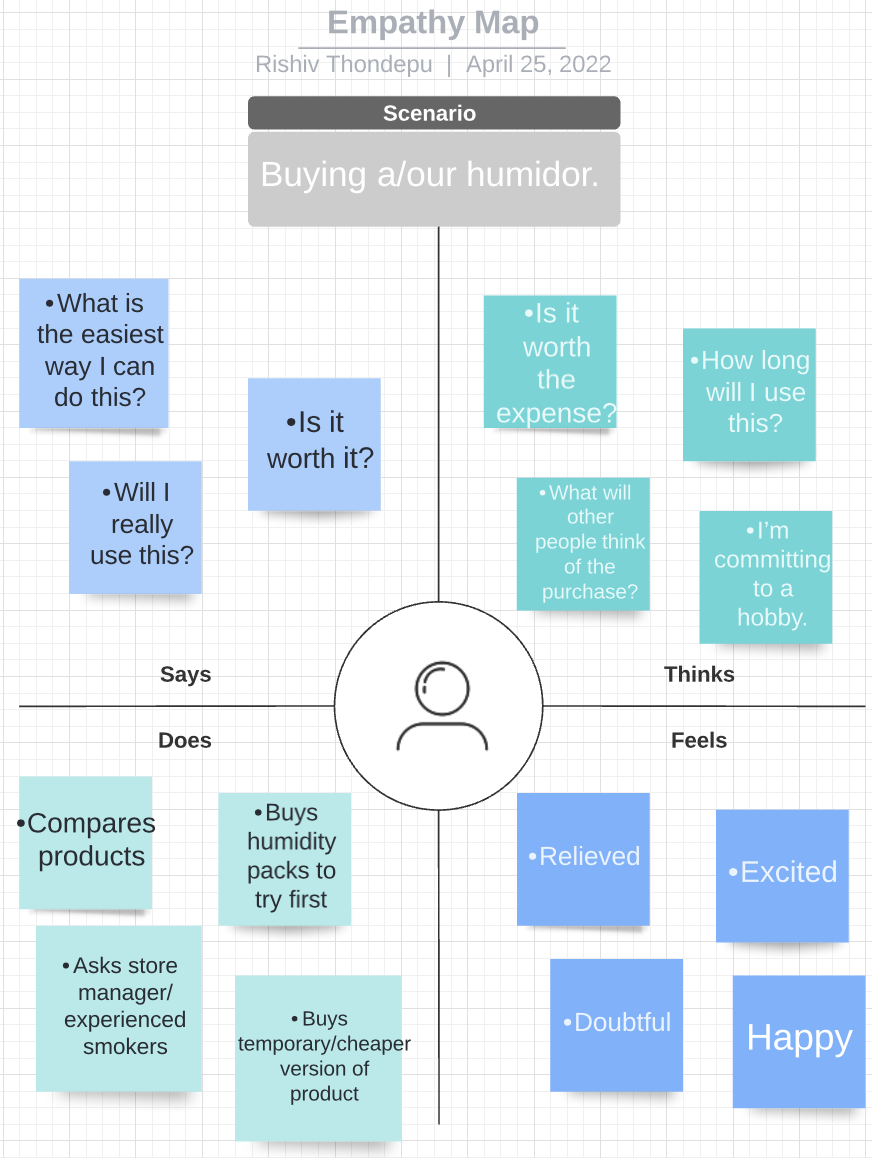 Empathy Map
Rishiv Thondepu | April 25, 2022
Scenario
Buying a/our humidor.
•What is
the easiest
way I can
do this?
•Is it
worth it?
•Will I
really
use this?
Says
•Is it
worth
the
expense?
•How long
will I use
this?
•What will
other
people think
of the
purchase?
•I’m
committing
to a
hobby.
Thinks
Does
•Compares
products
•Buys
humidity
packs to
try first
•Asks store
manager/
experienced
smokers
•Buys
temporary/cheaper
version of
product
Feels
•Relieved
•Excited
•Doubtful
Happy